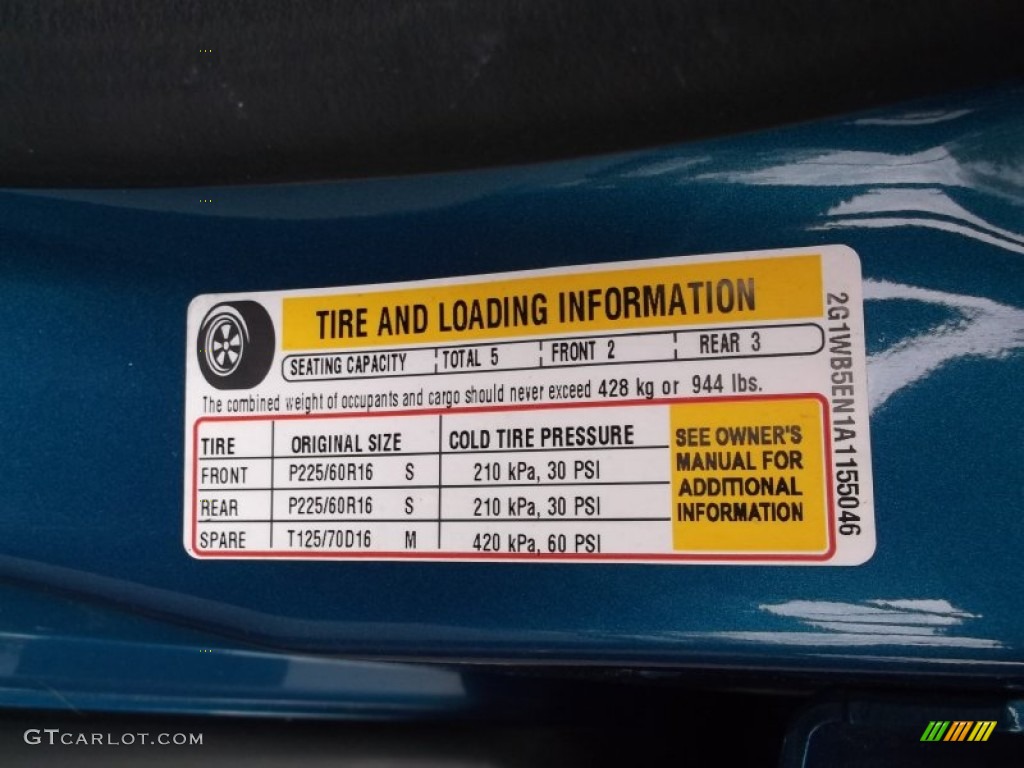 TIRE AND LOADING INFORMATION
SEATING CAPACITY TOTAL 5 FRONT 2 REAR 3
The combined weight of occupants and cargo should never exceed 428 kg or 944 lbs.
TIRE ORIGINAL SIZE COLD TIRE PRESSURE
FRONT P225/60R16 S 210 kPa, 30 PSI
REAR P225/60R16 S 210 kPa, 30 PSI
SPARE T125/70D16 M 420 kPa, 60 PSI
SEE OWNER'S
MANUAL FOR
ADDITIONAL
INFORMATION
2G1WB5EN1A1155046
GTCARLOT.COM